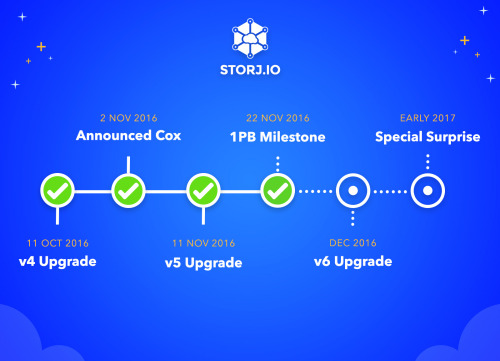 STORJ.IO
2 NOV 2016
Announced Cox
22 NOV 2016
1PB Milestone
EARLY 2017
Special Surprise
11 OCT 2016
v4 Upgrade
11 NOV 2016
v5 Upgrade
DEC 2016
v6 Upgrade